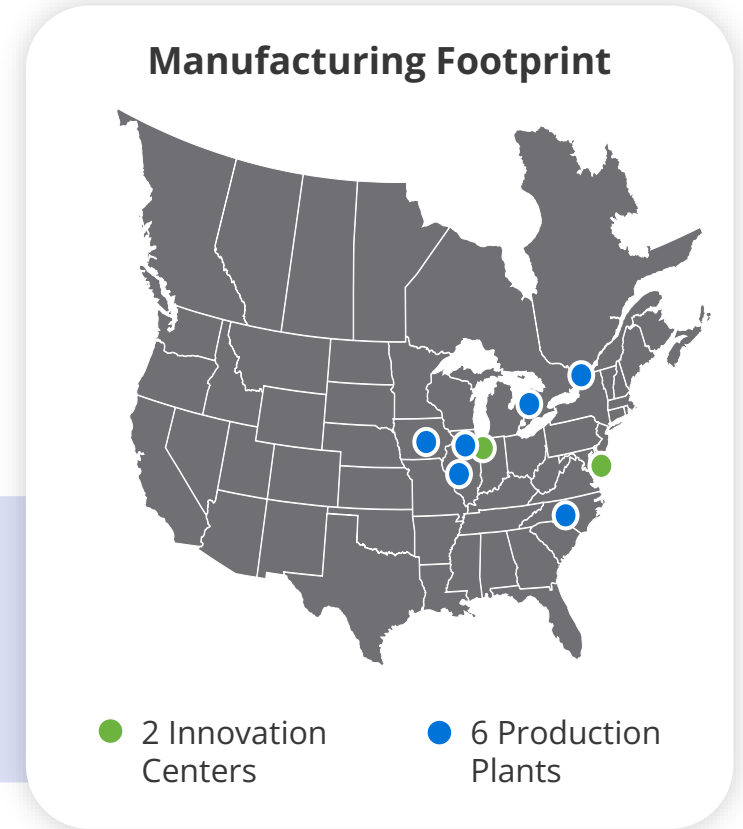 Manufacturing Footprint
2 Innovation
Centers
6 Production
Plants